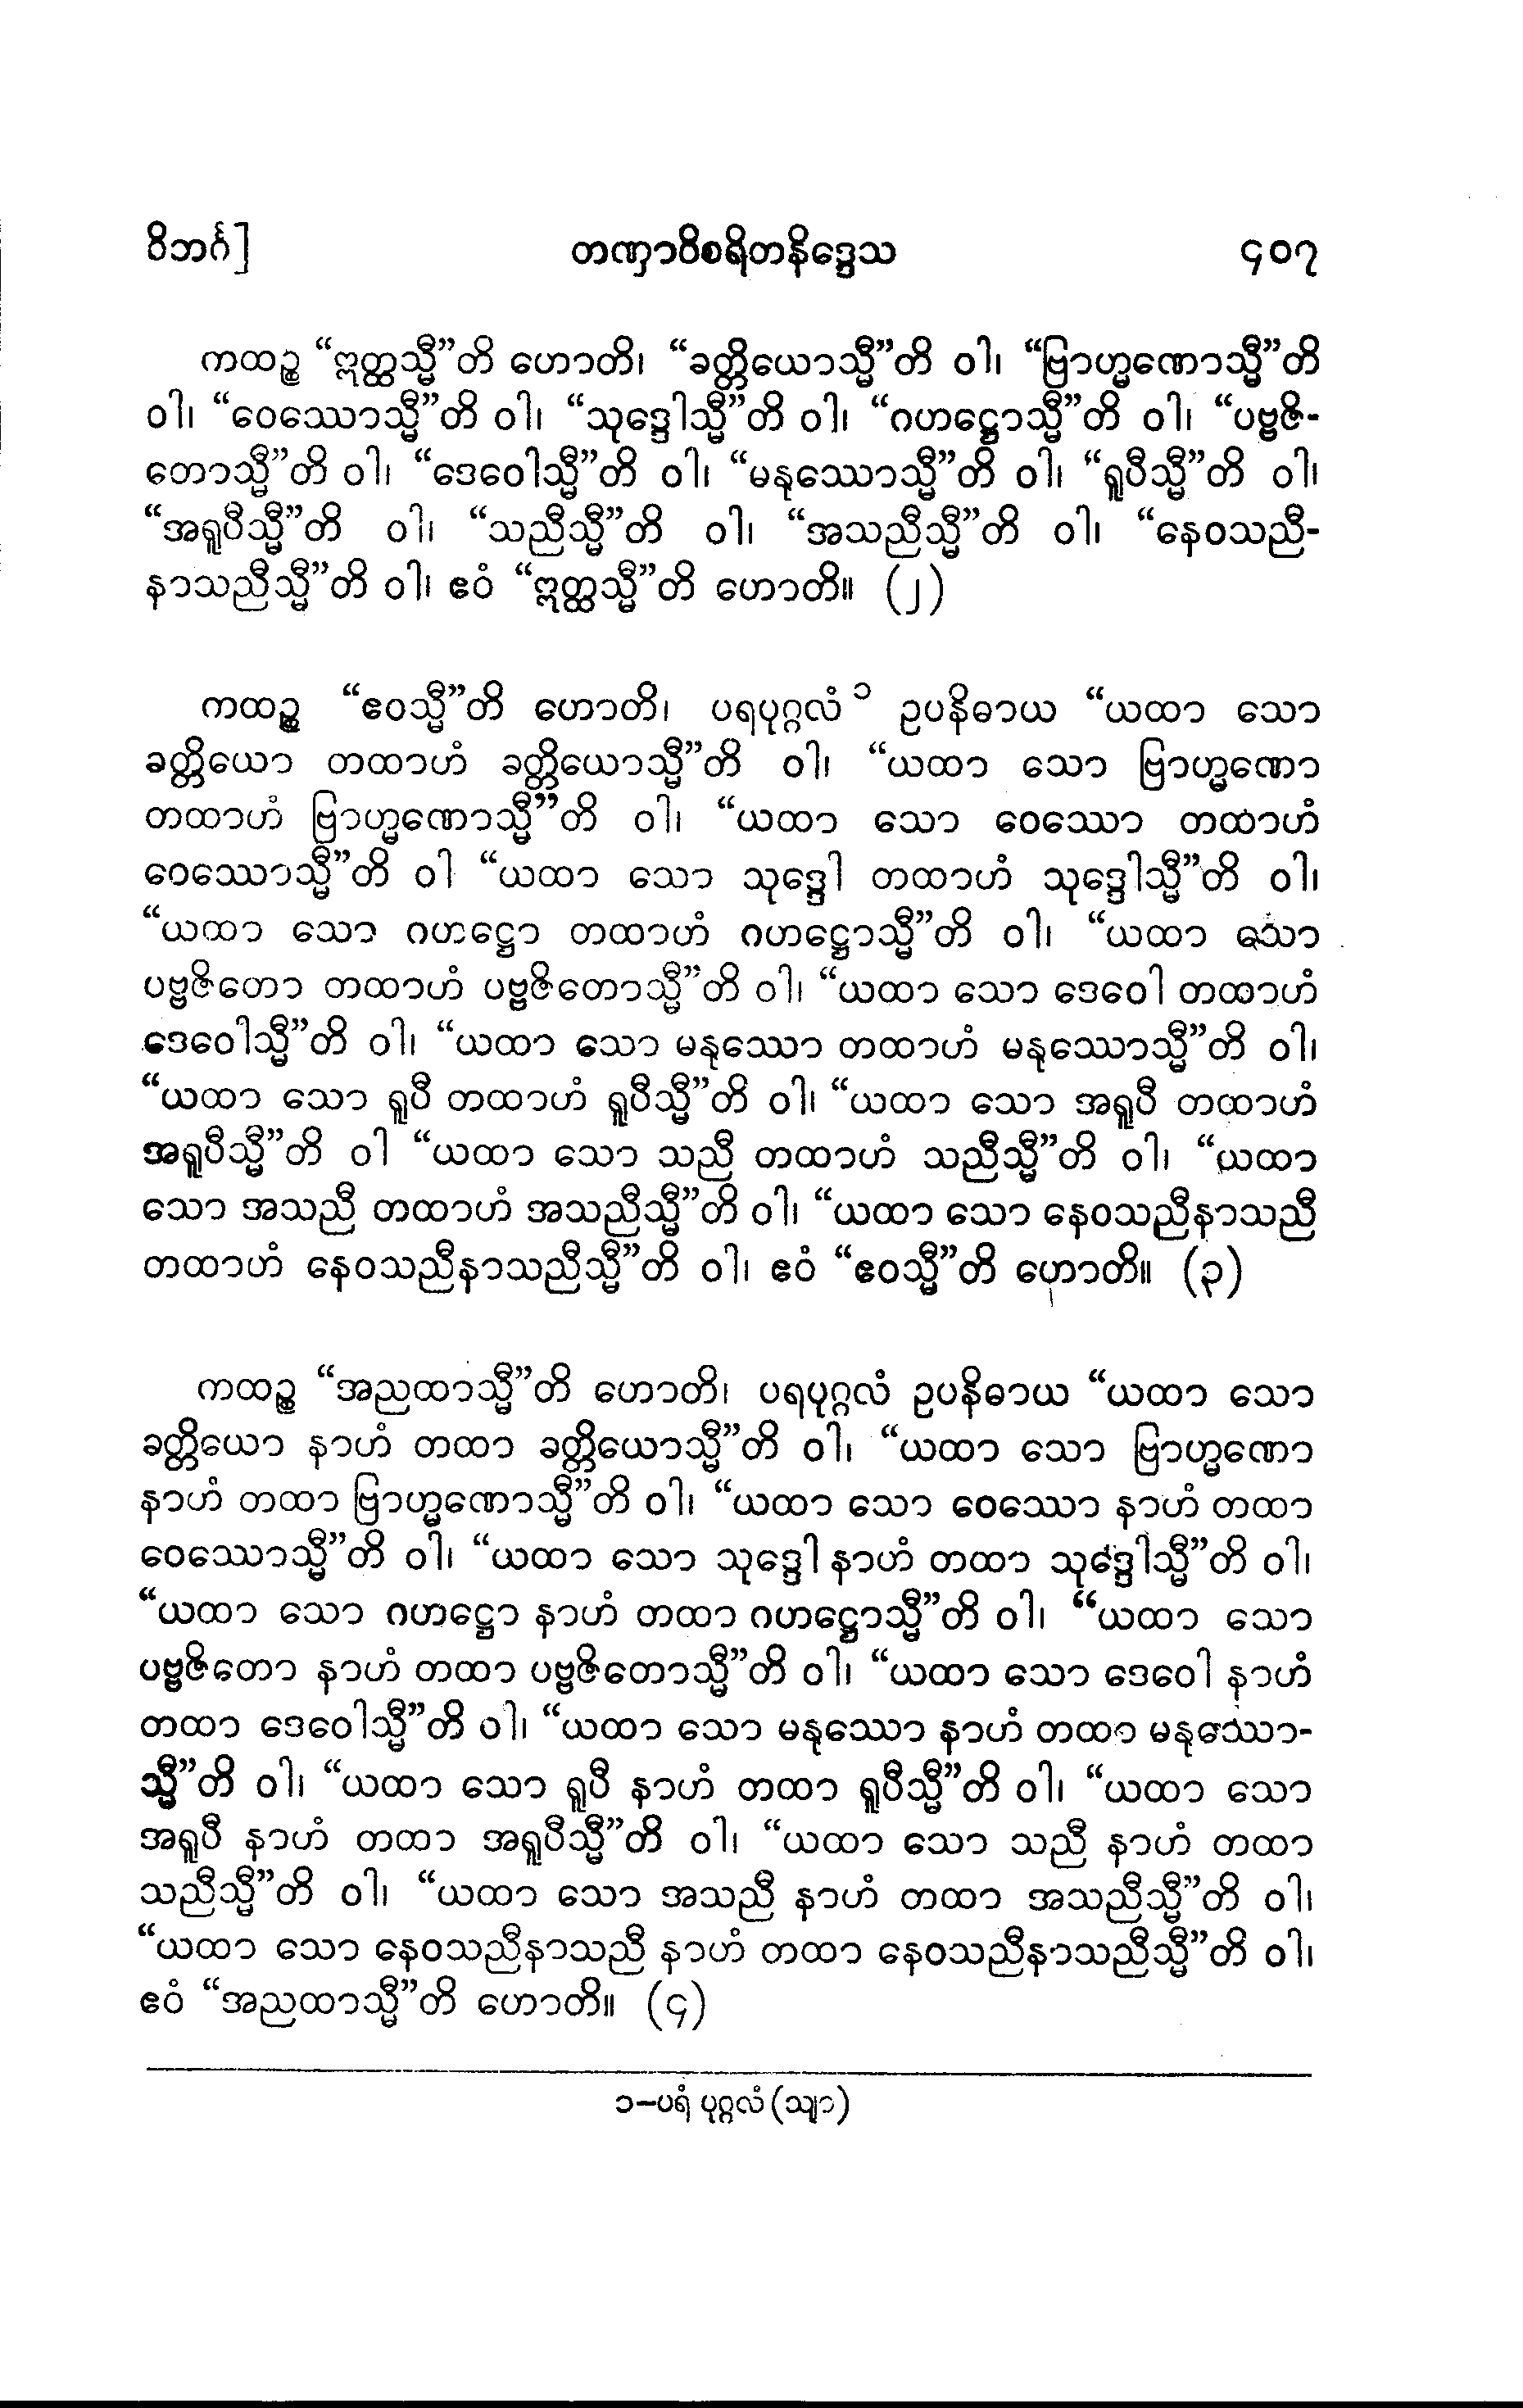 ဝိဘင်္ဂ]
တဏှာဝိစရိတနိဒ္ဒေသ
၄၀၇
ကထဉ္စ “ဣတ္ထသ္မီ”တိ ဟောတိ၊ “ခတ္တိယောသ္မီ”တိ ဝါ၊ “ဗြာဟ္မဏောသ္မီ”တိ
ဝါ၊ “ဝေဿောသ္မီ”တိ ဝါ၊ “သုဒ္ဒေါသ္မီ”တိ ဝါ၊ “ဂဟဋ္ဌောသ္မီ”တိ ဝါ၊ “ပဗ္ဗဇိ-
တောသ္မီ”တိ ဝါ၊ “ဒေဝေါသ္မီ”တိ ဝါ၊ “မနုဿောသ္မီ”တိ ဝါ၊ “ရူပီသ္မီ”တိ ဝါ၊
“အရူပီသ္မီ”တိ ဝါ၊ “သညီသ္မီ”တိ ဝါ၊ “အသညီသ္မီ”တိ ဝါ၊ “နေဝသညီ-
နာသညီသ္မီ”တိ ဝါ၊ ဧဝံ “ဣတ္ထသ္မီ”တိ ဟောတိ။ (၂)
ကထဉ္စ “ဧဝသ္မီ”တိ ဟောတိ၊ ပရပုဂ္ဂလံ ၁ ဥပနိဓာယ “ယထာ သော
ခတ္တိယော တထာဟံ ခတ္တိယောသ္မီ”တိ ဝါ၊ “ယထာ သော ဗြာဟ္မဏော
တထာဟံ ဗြာဟ္မဏောသ္မီ”တိ ဝါ၊ “ယထာ သော ဝေဿော တထာဟံ
ဝေဿောသ္မီ”တိ ဝါ “ယထာ သော သုဒ္ဒေါ တထာဟံ သုဒ္ဒေါသ္မီ”တိ ဝါ၊
“ယထာ သော ဂဟဋ္ဌော တထာဟံ ဂဟဋ္ဌောသ္မီ”တိ ဝါ၊ “ယထာ သော
ပဗ္ဗဇိတော တထာဟံ ပဗ္ဗဇိတောသ္မီ”တိ ဝါ၊ “ယထာ သော ဒေဝေါ တထာဟံ
ဒေဝေါသ္မီ”တိ ဝါ၊ “ယထာ သော မနုဿော တထာဟံ မနုဿောသ္မီ”တိ ဝါ၊
“ယထာ သော ရူပီ တထာဟံ ရူပီသ္မီ”တိ ဝါ၊ “ယထာ သော အရူပီ တထာဟံ
အရူပီသ္မီ”တိ ဝါ “ယထာ သော သညီ တထာဟံ သညီသ္မီ”တိ ဝါ၊ “ယထာ
သော အသညီ တထာဟံ အသညီသ္မီ”တိ ဝါ၊ “ယထာ သော နေဝသညီနာသညီ
တထာဟံ နေဝသညီနာသညီသ္မီ”တိ ဝါ၊ ဧဝံ “ဧဝသ္မီ”တိ ဟောတိ။ (၃)
ကထဉ္စ “အညထာသ္မီ”တိ ဟောတိ၊ ပရပုဂ္ဂလံ ဥပနိဓာယ “ယထာ သော
ခတ္တိယော နာဟံ တထာ ခတ္တိယောသ္မီ”တိ ဝါ၊ “ယထာ သော ဗြာဟ္မဏော
နာဟံ တထာ ဗြာဟ္မဏောသ္မီ”တိ ဝါ၊ “ယထာ သော ဝေဿော နာဟံ တထာ
ဝေဿောသ္မီ”တိ ဝါ၊ “ယထာ သော သုဒ္ဒေါ နာဟံ တထာ သုဒ္ဒေါသ္မီ”တိ ဝါ၊
“ယထာ သော ဂဟဋ္ဌော နာဟံ တထာ ဂဟဋ္ဌောသ္မီ”တိ ဝါ၊ “ယထာ သော
ပဗ္ဗဇိတော နာဟံ တထာ ပဗ္ဗဇိတောသ္မီ”တိ ဝါ၊ “ယထာ သော ဒေဝေါ နာဟံ
တထာ ဒေဝေါသ္မီ”တိ ဝါ၊ “ယထာ သော မနုဿော နာဟံ တထာ မနုဿော-
သ္မီ”တိ ဝါ၊ “ယထာ သော ရူပီ နာဟံ တထာ ရူပီသ္မီ”တိ ဝါ၊ “ယထာ သော
အရူပီ နာဟံ တထာ အရူပီသ္မီ”တိ ဝါ၊ “ယထာ သော သညီ နာဟံ တထာ
သညီသ္မီ”တိ ဝါ၊ “ယထာ သော အသညီ နာဟံ တထာ အသညီသ္မီ”တိ ဝါ၊
“ယထာ သော နေဝသညီနာသညီ နာဟံ တထာ နေဝသညီနာသညီသ္မီ”တိ ဝါ၊
ဧဝံ “အညထာသ္မီ”တိ ဟောတိ။ (၄)
၁-ပရံ ပုဂ္ဂလံ (သျာ)